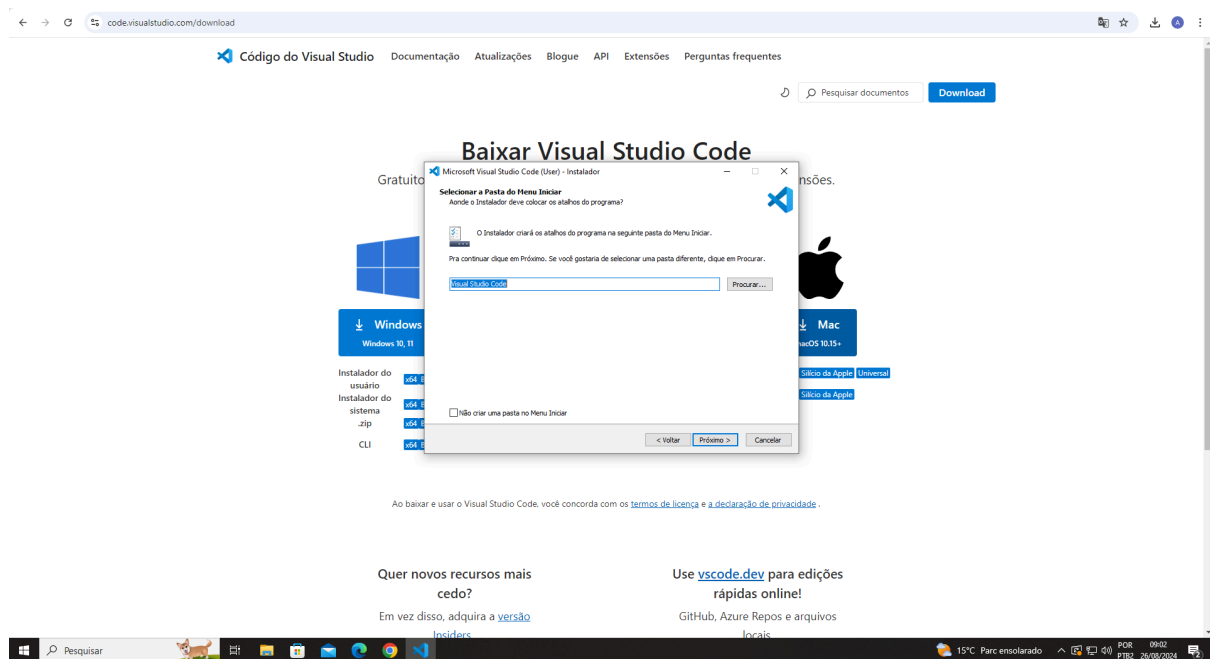 code.visualstudio.com/download
A
Código do Visual Studio Documentação Atualizações Blogue API Extensões Perguntas frequentes
Pesquisar documentos Download
Baixar Visual Studio Code
Gratuito
nsões.
Microsoft Visual Studio Code (User) - Instalador
Selecionar a Pasta do Menu Iniciar
Aonde o Instalador deve colocar os atalhos do programa?
O Instalador criará os atalhos do programa na seguinte pasta do Menu Iniciar.
Pra continuar clique em Próximo. Se você gostaria de selecionar uma pasta diferente, clique em Procurar.
Visual Studio Code Procurar...
Não criar uma pasta no Menu Iniciar
< Voltar Próximo > Cancelar
Windows
Windows 10, 11
Mac
macOS 10.15+
Instalador do usuário x64
Instalador do sistema x64
.zip x64
CLI x64
Silício da Apple Universal
Silício da Apple
Ao baixar e usar o Visual Studio Code, você concorda com os termos de licença e a declaração de privacidade .
Quer novos recursos mais
cedo?
Em vez disso, adquira a versão
Insiders
Use vscode.dev para edições
rápidas online!
GitHub, Azure Repos e arquivos
locais
Pesquisar
15°C Parc ensolarado
POR
PTB2
09:02
26/08/2024